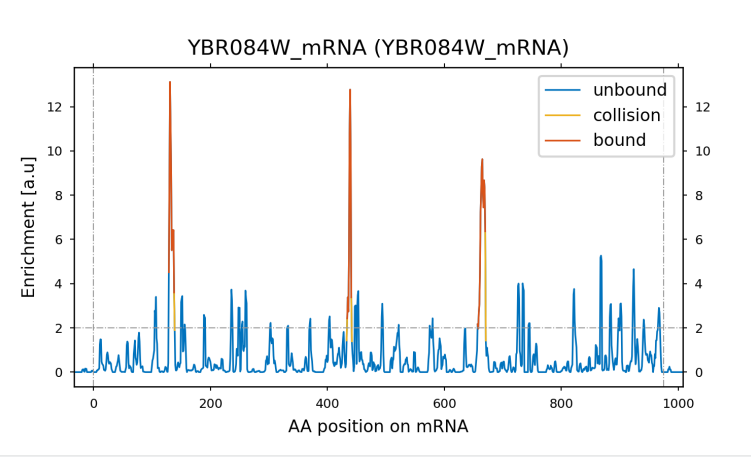 YBR084W_mRNA (YBR084W_mRNA)
unbound
collision
bound
Enrichment [a.u]
12
10
8
6
4
2
0
12
10
8
6
4
2
0
0 200 400 600 800 1000
AA position on mRNA